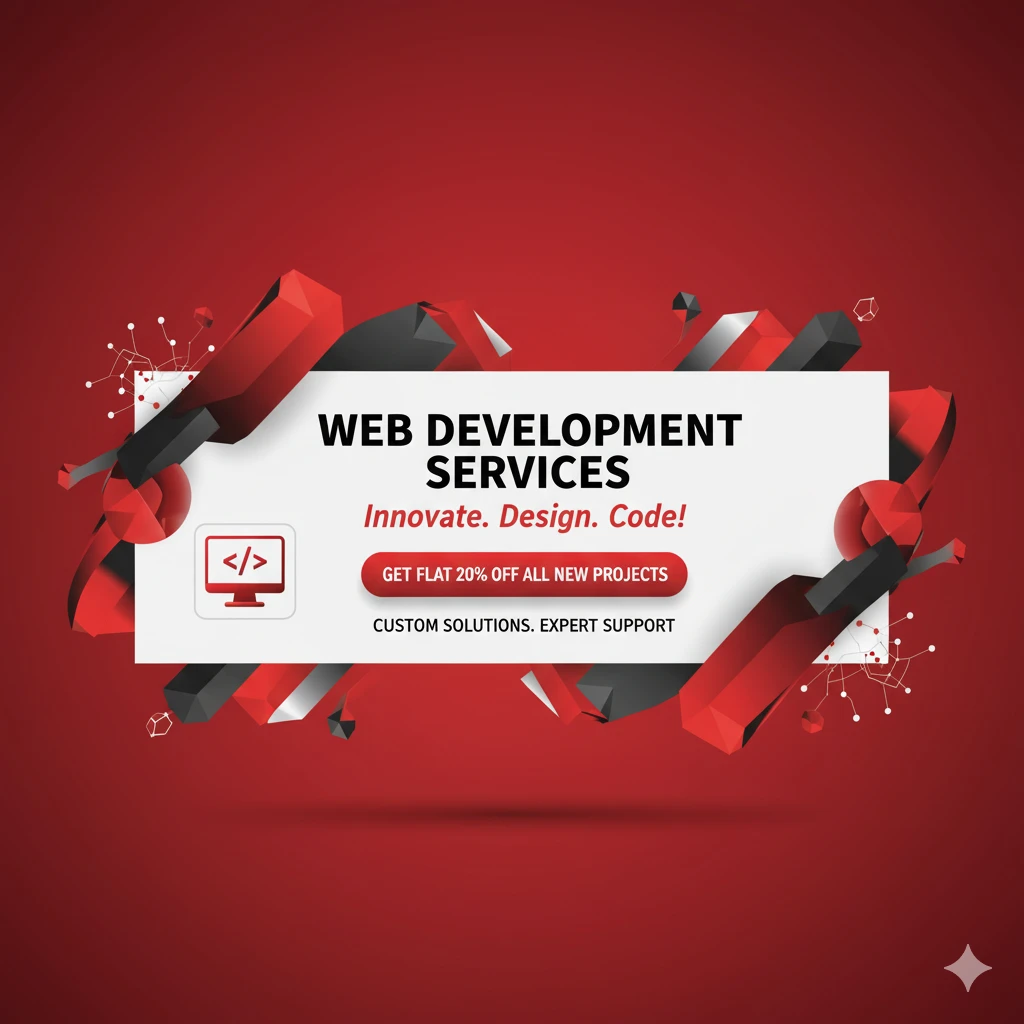 WEB DEVELOPMENT
SERVICES
Innovate. Design. Code!
</>
GET FLAT 20% OFF ALL NEW PROJECTS
CUSTOM SOLUTIONS. EXPERT SUPPORT